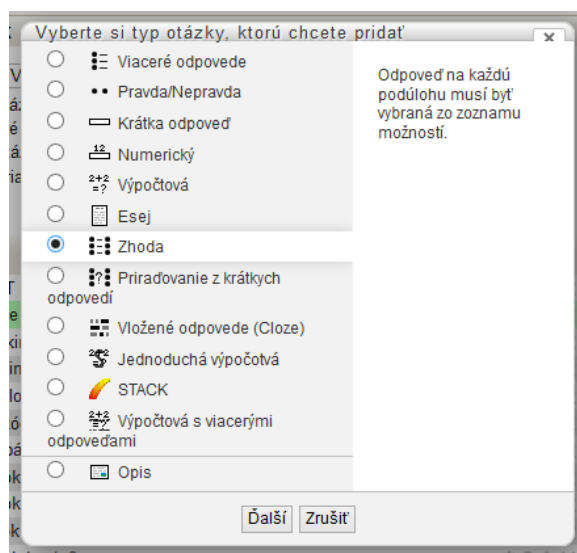 Vyberte si typ otázky, ktorú chcete pridať
Viaceré odpovede
Pravda/Nepravda
Krátka odpoveď
Numerický
Výpočtová
Esej
Zhoda
Priraďovanie z krátkych
odpovedí
Vložené odpovede (Cloze)
Jednoduchá výpočotvá
STACK
Výpočtová s viacerými
odpoveďami
Opis
Odpoveď na každú
podúlohu musí byť
vybraná zo zoznamu
možností.
Ďalší Zrušiť